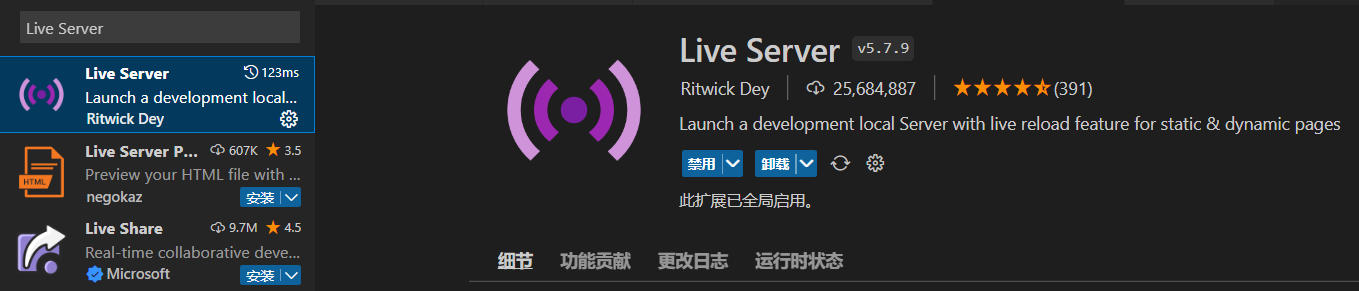 Live Server
Live Server 123ms
Launch a development local...
Ritwick Dey
Live Server P... 607K 3.5
Preview your HTML file with ...
negokaz 安装
Live Share 9.7M 4.5
Real-time collaborative deve...
Microsoft 安装
HTML
Live Server v5.7.9
Ritwick Dey 25,684,887 (391)
Launch a development local Server with live reload feature for static & dynamic pages
禁用 卸载
此扩展已全局启用。
细节 功能贡献 更改日志 运行时状态